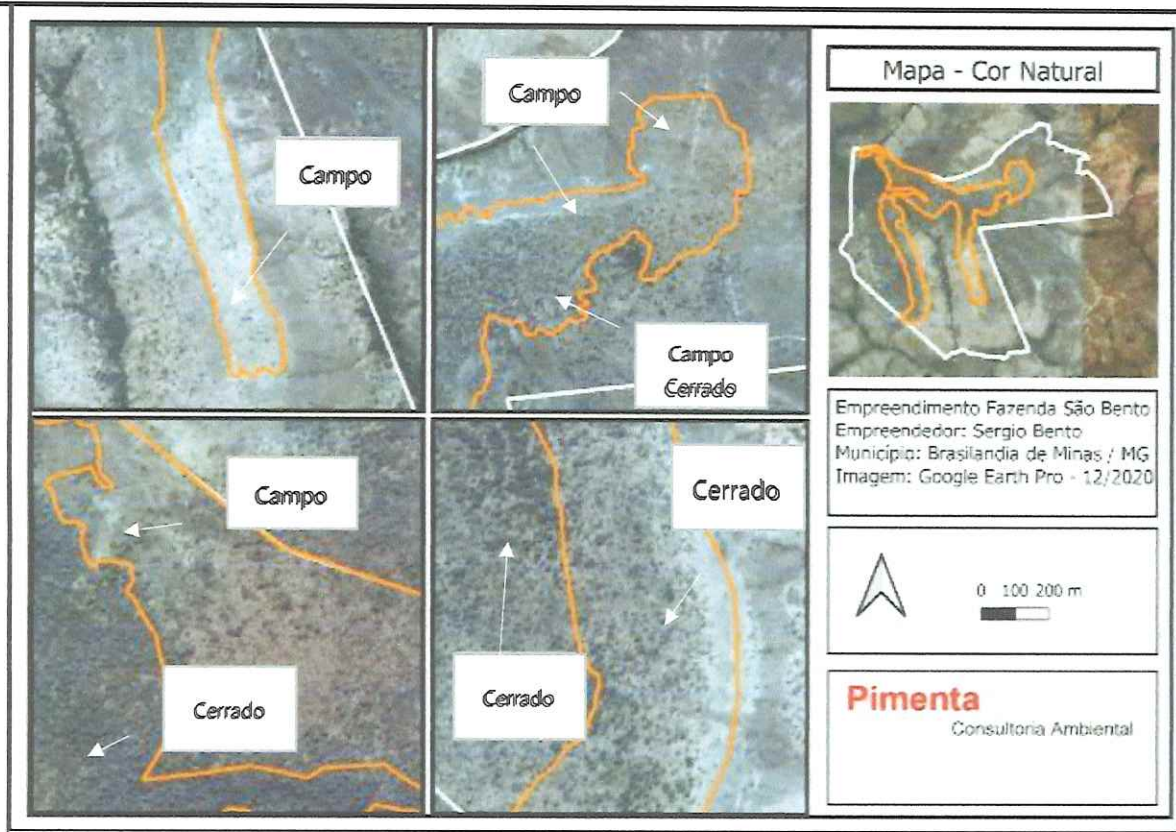 Campo
Campo
Campo
Cerrado
Campo
Cerrado
Cerrado
Cerrado
Mapa - Cor Natural
Empreendimento Fazenda São Bento
Empreendedor: Sergio Bento
Município: Brasilandia de Minas / MG
Imagem: Google Earth Pro - 12/2020
0 100 200 m
Pimenta
Consultoria Ambiental